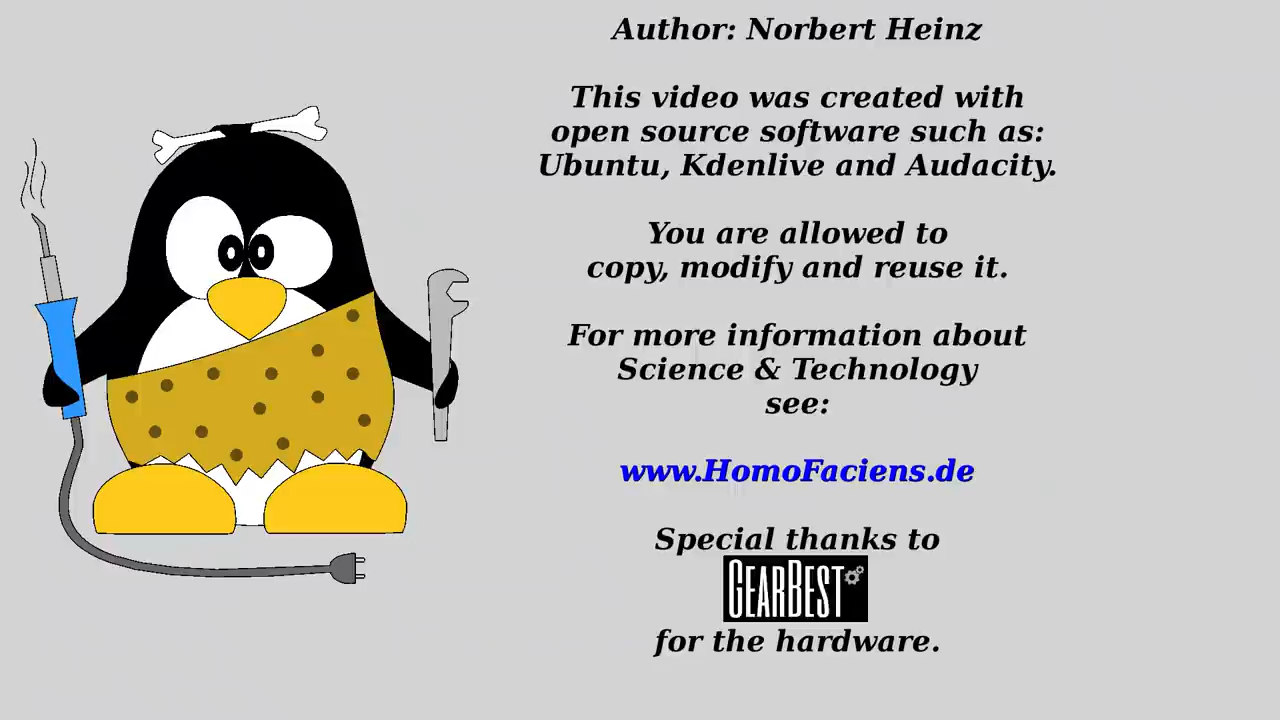 Author: Norbert Heinz
This video was created with
open source software such as:
Ubuntu, Kdenlive and Audacity.
You are allowed to
copy, modify and reuse it.
For more information about
Science & Technology
see:
www.HomoFaciens.de
Special thanks to
GEARBEST
for the hardware.